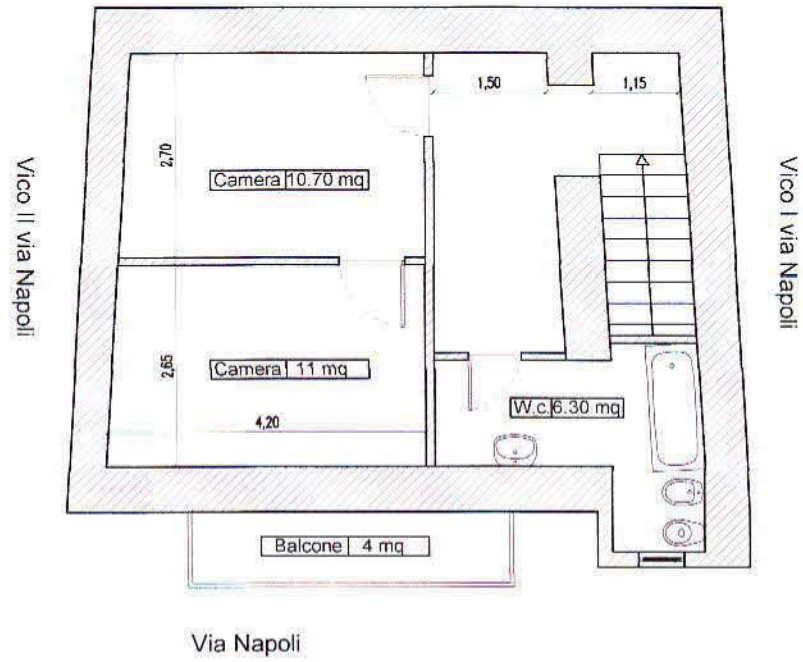 1,50
1,15
2,70
Camera 10.70 mq
Vico II via Napoli
Vico I via Napoli
2,65
Camera 11 mq
4,20
W.c. 6.30 mq
Balcone 4 mq
Via Napoli